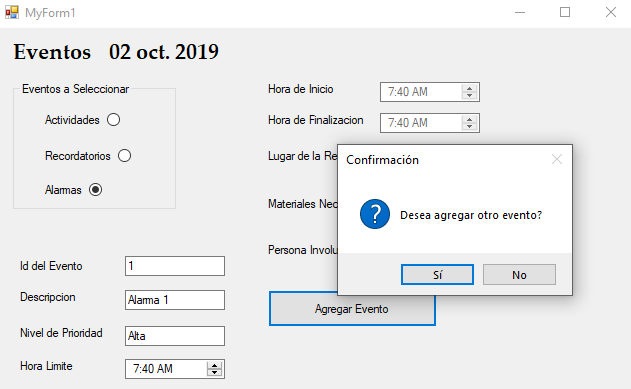 MyForm1
Eventos 02 oct. 2019
Eventos a Seleccionar
Actividades
Recordatorios
Alarmas
Id del Evento 1
Descripcion Alarma 1
Nivel de Prioridad Alta
Hora Limite 7:40 AM
Hora de Inicio 7:40 AM
Hora de Finalizacion 7:40 AM
Lugar de la Re
Materiales Nec
Persona Involu
Agregar Evento
Confirmación
? Desea agregar otro evento?
Sí No